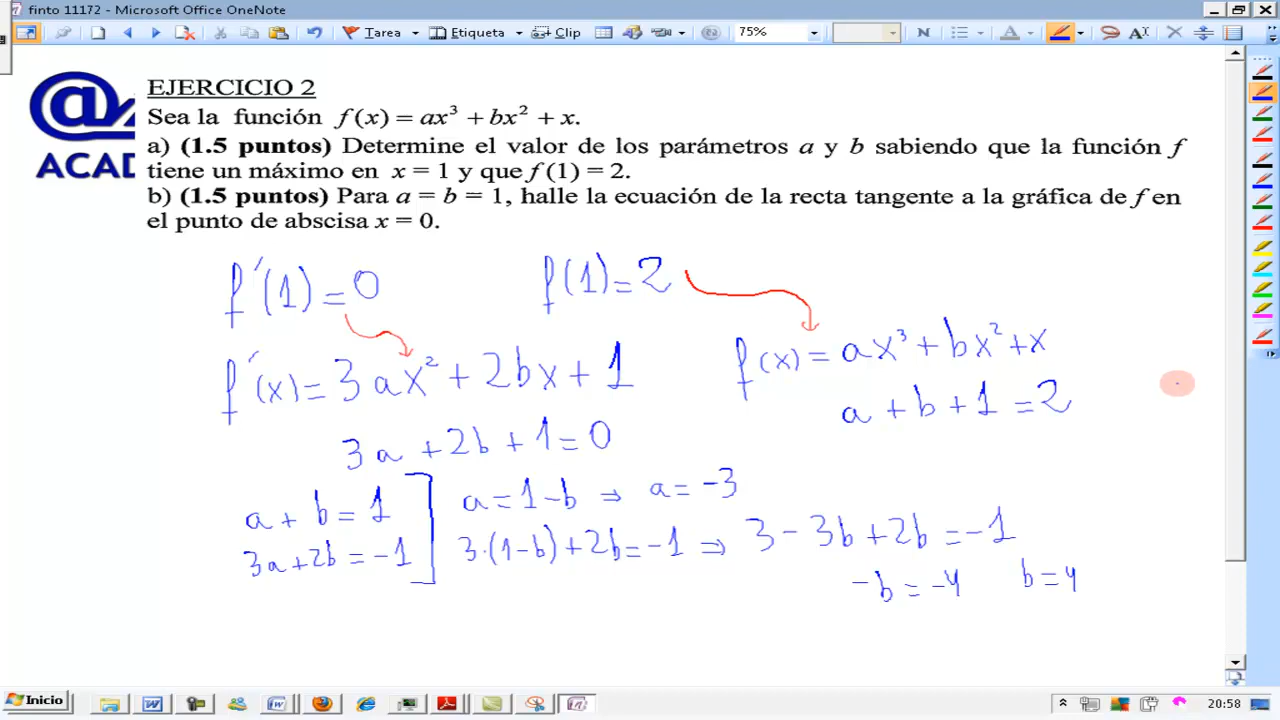 finto 11172 - Microsoft Office OneNote
Tarea Etiqueta Clip 75% N A
@
ACAD
EJERCICIO 2
Sea la función f(x) = ax³ + bx² + x.
a) (1.5 puntos) Determine el valor de los parámetros a y b sabiendo que la función f
tiene un máximo en x = 1 y que f (1) = 2.
b) (1.5 puntos) Para a = b = 1, halle la ecuación de la recta tangente a la gráfica de f en
el punto de abscisa x = 0.
f'(1) = 0 f(1) = 2
f(x) = ax³ + bx² + x
f'(x) = 3ax² + 2bx + 1
a + b + 1 = 2
3a + 2b + 1 = 0
a + b = 1 a = 1 - b ⇒ a = -3
3a + 2b = -1 3·(1-b) + 2b = -1 ⇒ 3 - 3b + 2b = -1
-b = -4 b = 4
Inicio 20:58